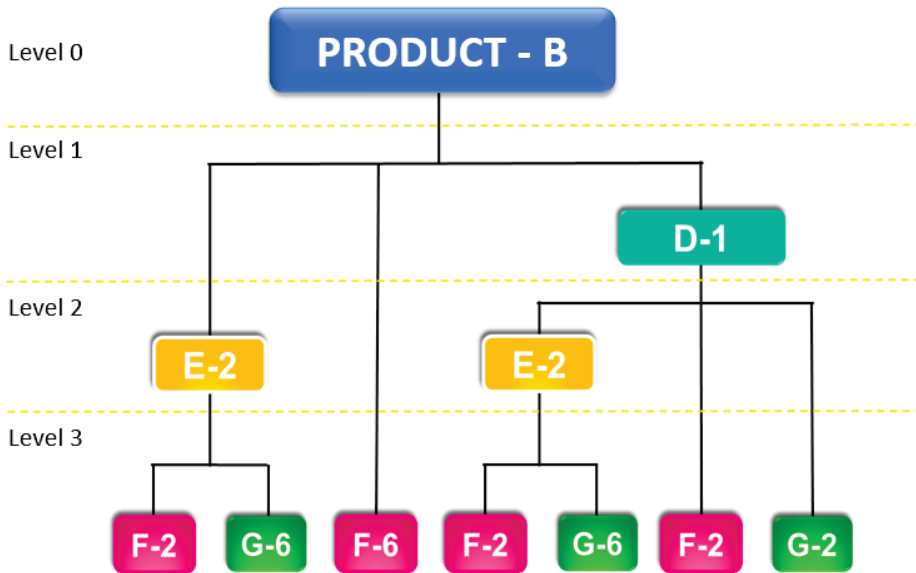 Level 0
PRODUCT - B
Level 1
D-1
Level 2
E-2
E-2
Level 3
F-2
G-6
F-6
F-2
G-6
F-2
G-2